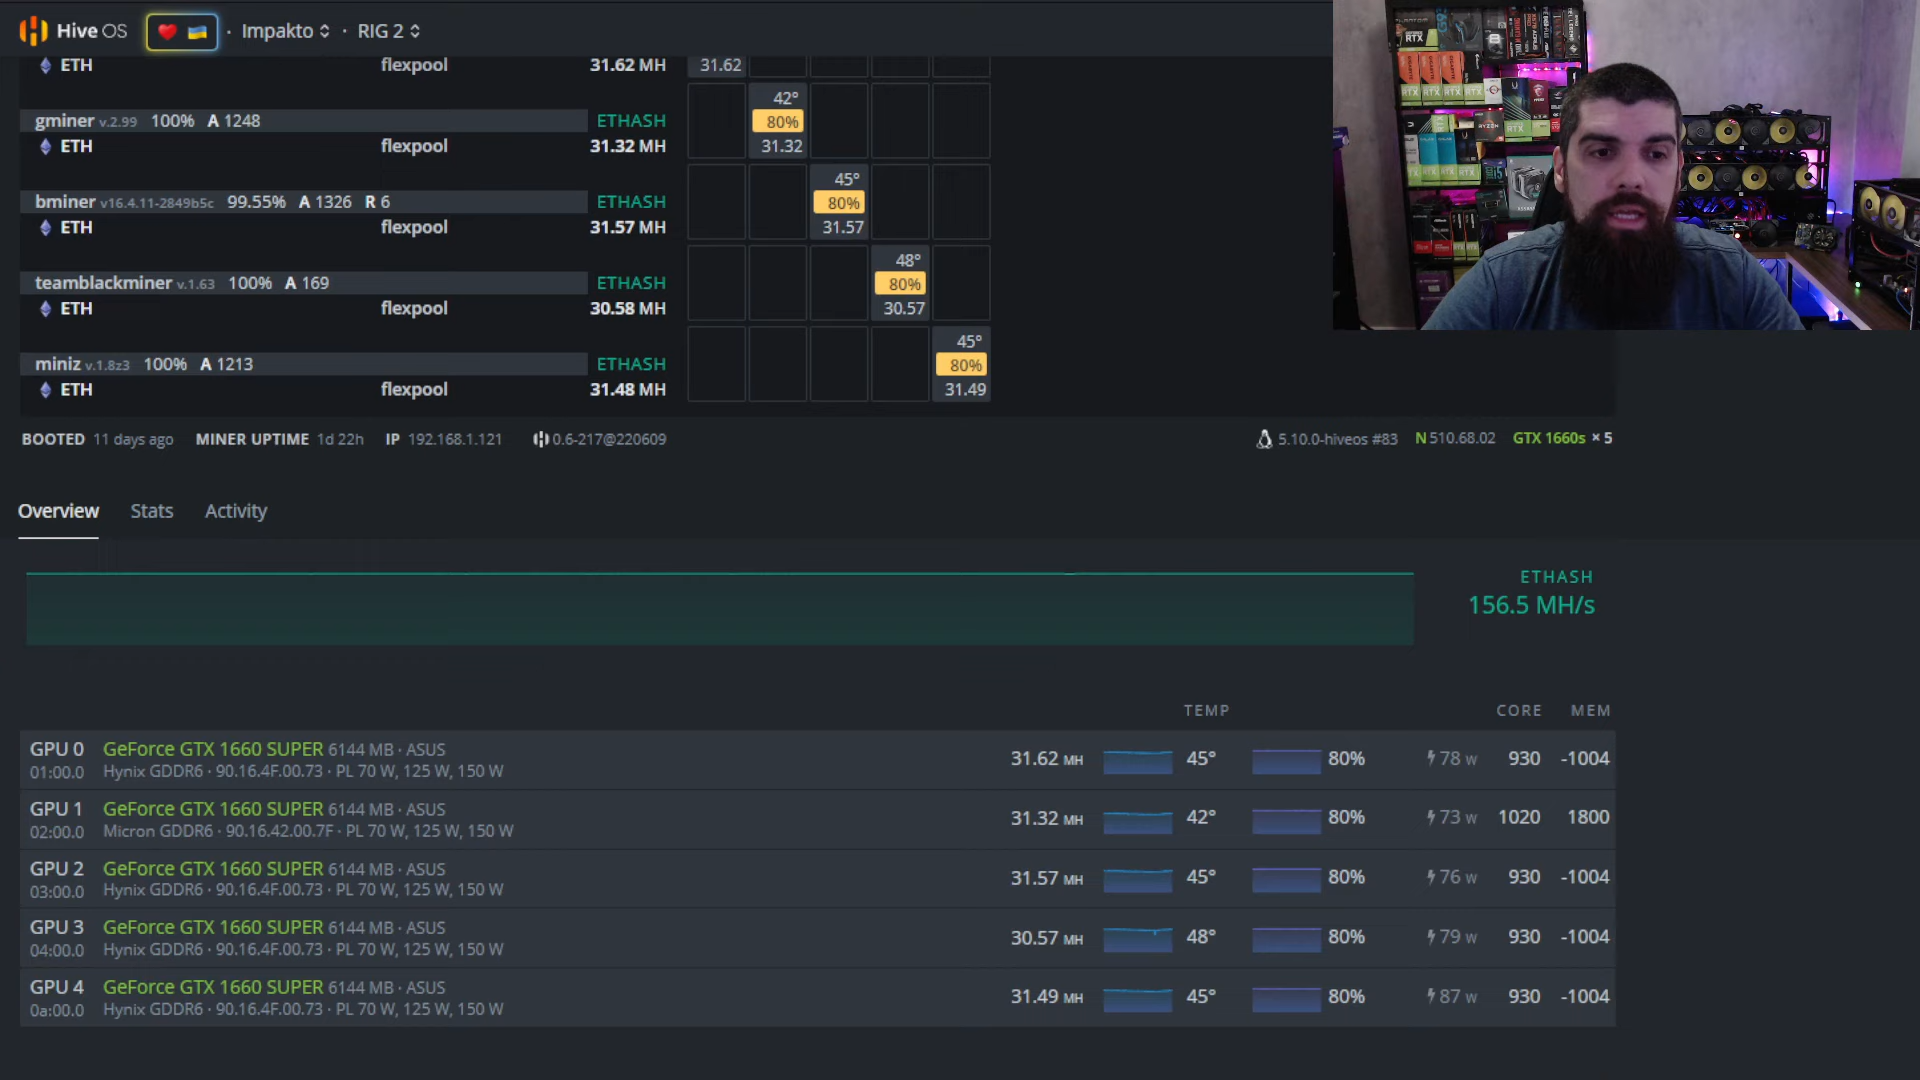 Hive OS · Impakto · RIG 2
ETH flexpool 31.62 MH 31.62
42°
gminer v.2.99 100% A 1248 ETHASH 80%
ETH flexpool 31.32 MH 31.32
45°
bminer v16.4.11-2849b5c 99.55% A 1326 R 6 ETHASH 80%
ETH flexpool 31.57 MH 31.57
48°
teamblackminer v.1.63 100% A 169 ETHASH 80%
ETH flexpool 30.58 MH 30.57
45°
miniz v.1.8z3 100% A 1213 ETHASH 80%
ETH flexpool 31.48 MH 31.49
BOOTED 11 days ago MINER UPTIME 1d 22h IP 192.168.1.121 0.6-217@220609 5.10.0-hiveos #83 N 510.68.02 GTX 1660s × 5
Overview Stats Activity
ETHASH
156.5 MH/s
TEMP CORE MEM
GPU 0 GeForce GTX 1660 SUPER 6144 MB · ASUS 31.62 MH 45° 80% 78 W 930 -1004
01:00.0 Hynix GDDR6 · 90.16.4F.00.73 · PL 70 W, 125 W, 150 W
GPU 1 GeForce GTX 1660 SUPER 6144 MB · ASUS 31.32 MH 42° 80% 73 W 1020 1800
02:00.0 Micron GDDR6 · 90.16.42.00.7F · PL 70 W, 125 W, 150 W
GPU 2 GeForce GTX 1660 SUPER 6144 MB · ASUS 31.57 MH 45° 80% 76 W 930 -1004
03:00.0 Hynix GDDR6 · 90.16.4F.00.73 · PL 70 W, 125 W, 150 W
GPU 3 GeForce GTX 1660 SUPER 6144 MB · ASUS 30.57 MH 48° 80% 79 W 930 -1004
04:00.0 Hynix GDDR6 · 90.16.4F.00.73 · PL 70 W, 125 W, 150 W
GPU 4 GeForce GTX 1660 SUPER 6144 MB · ASUS 31.49 MH 45° 80% 87 W 930 -1004
0a:00.0 Hynix GDDR6 · 90.16.4F.00.73 · PL 70 W, 125 W, 150 W